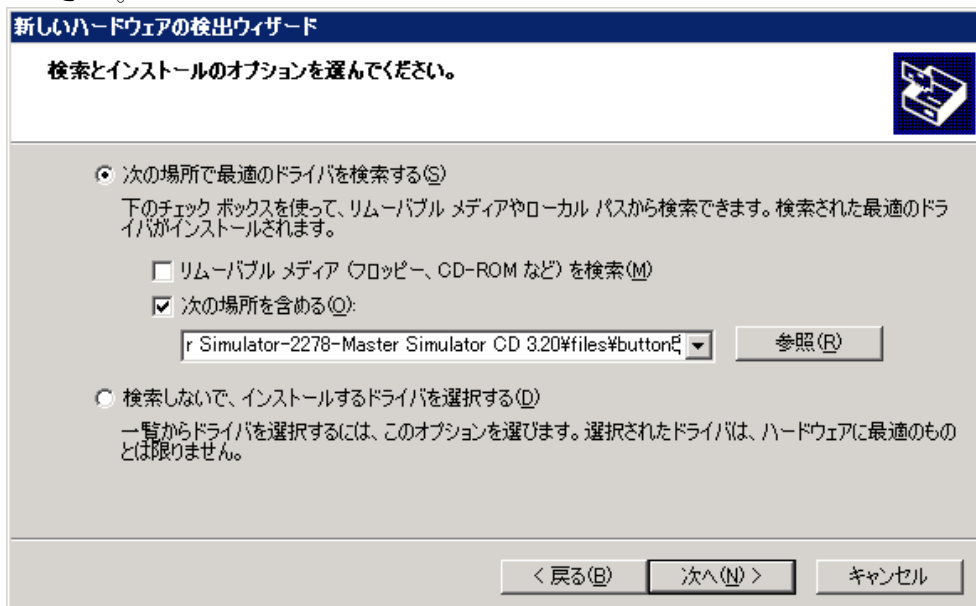 新しいハードウェアの検出ウィザード
検索とインストールのオプションを選んでください。
次の場所で最適のドライバを検索する(S)
下のチェック ボックスを使って、リムーバブル メディアやローカル パスから検索できます。検索された最適のドラ
イバがインストールされます。
リムーバブル メディア (フロッピー、CD-ROM など) を検索(M)
次の場所を含める(O):
r Simulator-2278-Master Simulator CD 3.20¥files¥button
参照(R)
検索しないで、インストールするドライバを選択する(D)
一覧からドライバを選択するには、このオプションを選びます。選択されたドライバは、ハードウェアに最適のもの
とは限りません。
< 戻る(B)
次へ(N) >
キャンセル